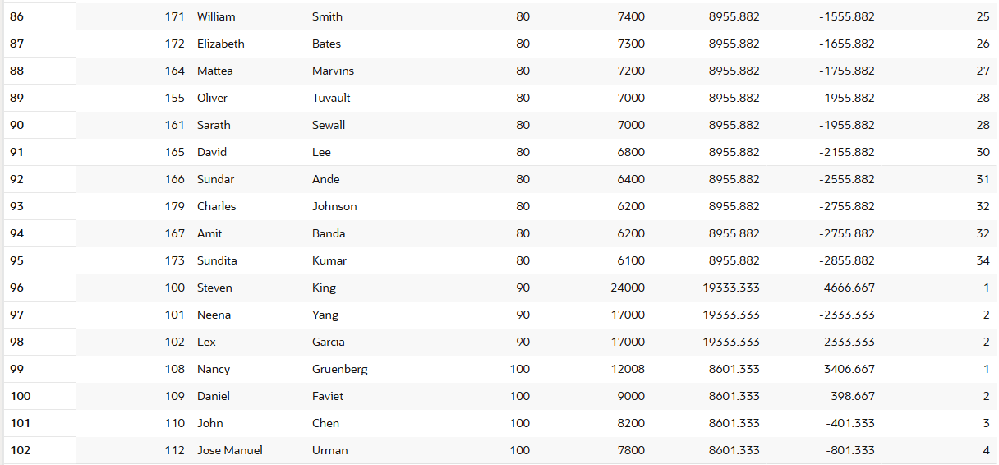 86 171 William Smith 80 7400 8955.882 -1555.882 25
87 172 Elizabeth Bates 80 7300 8955.882 -1655.882 26
88 164 Mattea Marvins 80 7200 8955.882 -1755.882 27
89 155 Oliver Tuvault 80 7000 8955.882 -1955.882 28
90 161 Sarath Sewall 80 7000 8955.882 -1955.882 28
91 165 David Lee 80 6800 8955.882 -2155.882 30
92 166 Sundar Ande 80 6400 8955.882 -2555.882 31
93 179 Charles Johnson 80 6200 8955.882 -2755.882 32
94 167 Amit Banda 80 6200 8955.882 -2755.882 32
95 173 Sundita Kumar 80 6100 8955.882 -2855.882 34
96 100 Steven King 90 24000 19333.333 4666.667 1
97 101 Neena Yang 90 17000 19333.333 -2333.333 2
98 102 Lex Garcia 90 17000 19333.333 -2333.333 2
99 108 Nancy Gruenberg 100 12008 8601.333 3406.667 1
100 109 Daniel Faviet 100 9000 8601.333 398.667 2
101 110 John Chen 100 8200 8601.333 -401.333 3
102 112 Jose Manuel Urman 100 7800 8601.333 -801.333 4